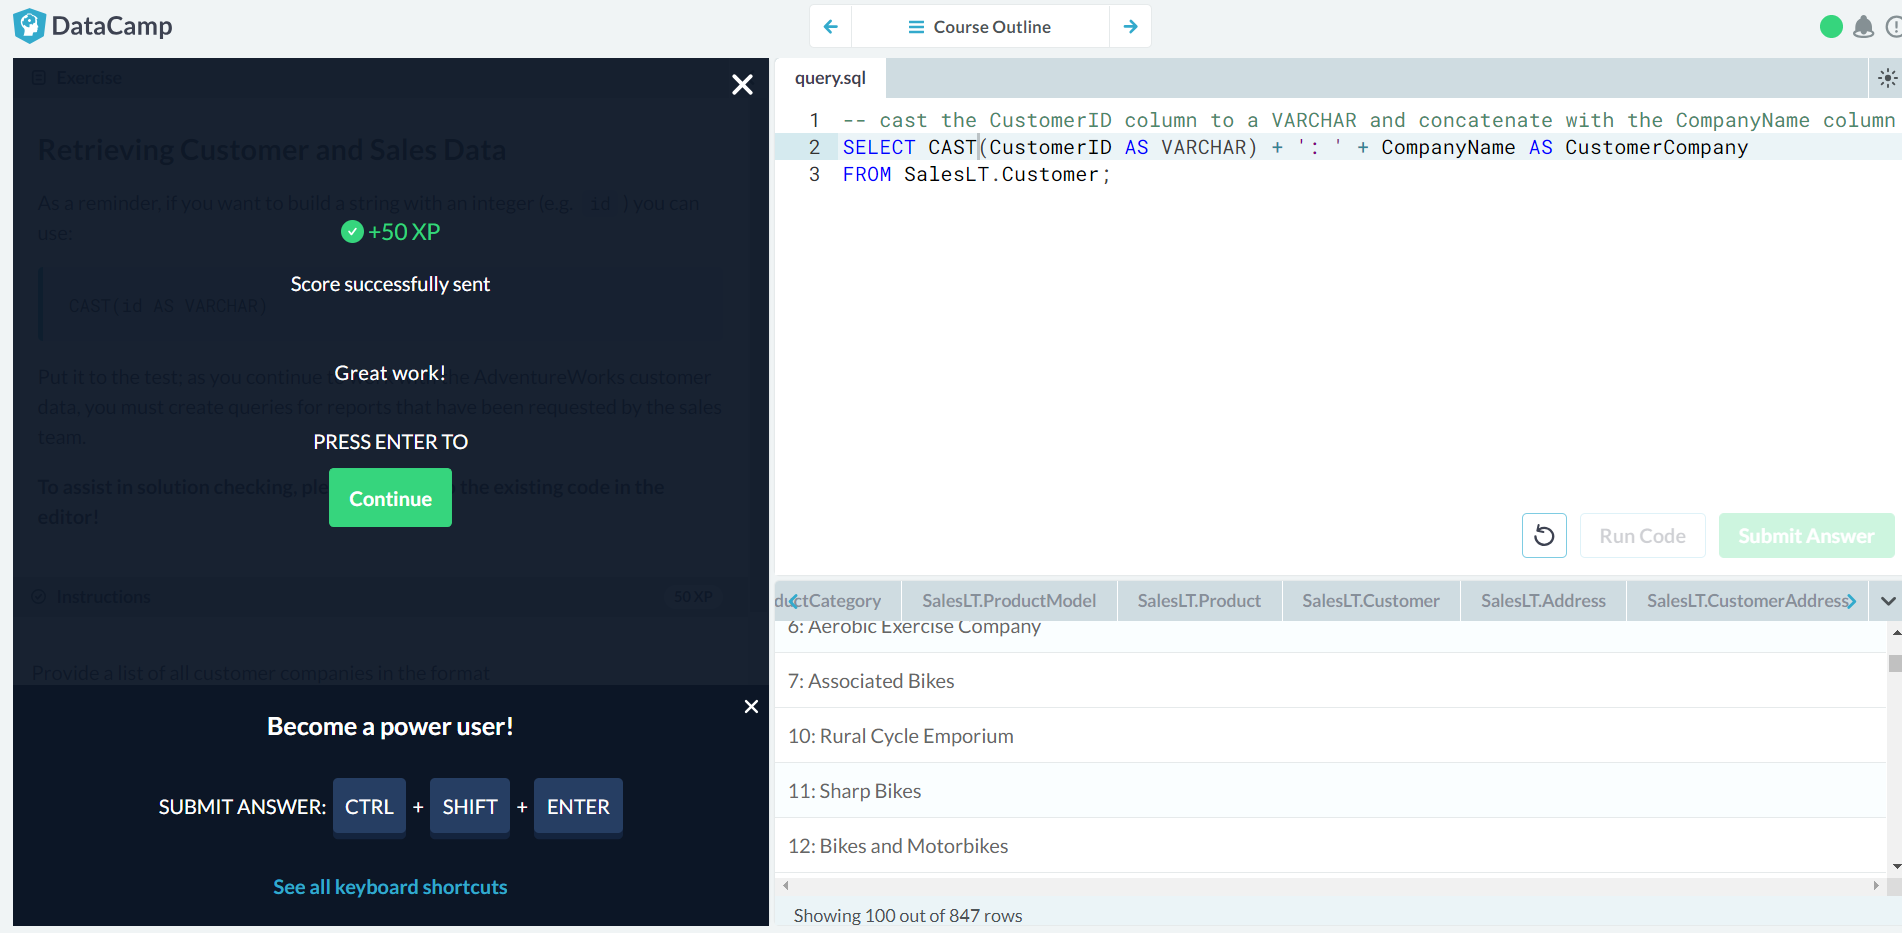 DataCamp
Course Outline
Exercise
Retrieving Customer and Sales Data
As a reminder, if you want to build a string with an integer (e.g. id ) you can
use:
+50 XP
Score successfully sent
CAST(id AS VARCHAR)
Great work!
Put it to the test; as you continue the AdventureWorks customer
data, you must create queries for reports that have been requested by the sales
team.
PRESS ENTER TO
To assist in solution checking, the existing code in the
editor!
Continue
Instructions
50 XP
Provide a list of all customer companies in the format
Become a power user!
SUBMIT ANSWER: CTRL + SHIFT + ENTER
See all keyboard shortcuts
query.sql
1 -- cast the CustomerID column to a VARCHAR and concatenate with the CompanyName column
2 SELECT CAST(CustomerID AS VARCHAR) + ': ' + CompanyName AS CustomerCompany
3 FROM SalesLT.Customer;
Run Code
Submit Answer
ductCategory SalesLT.ProductModel SalesLT.Product SalesLT.Customer SalesLT.Address SalesLT.CustomerAddress
6: Aerobic Exercise Company
7: Associated Bikes
10: Rural Cycle Emporium
11: Sharp Bikes
12: Bikes and Motorbikes
Showing 100 out of 847 rows